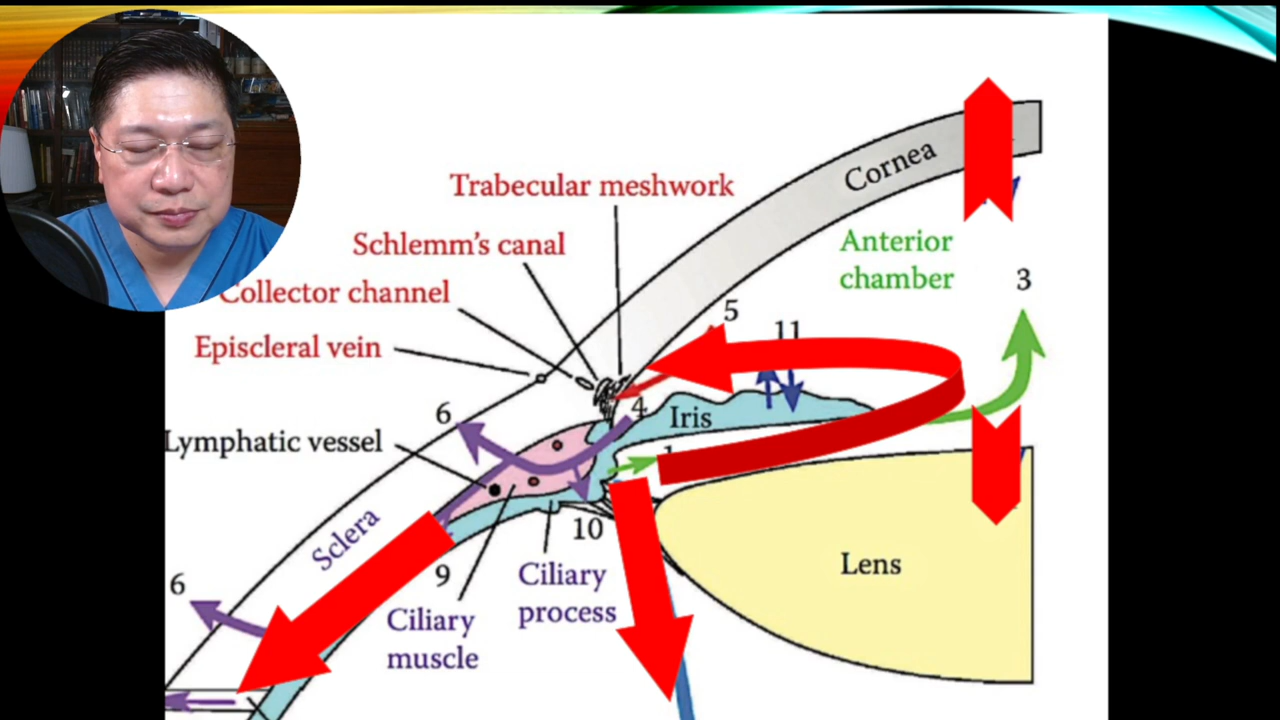 Cornea
Trabecular meshwork
Anterior
chamber
Schlemm's canal
3
Collector channel
5
11
Episcleral vein
6
4
Iris
Lymphatic vessel
10
Sclera
Lens
9
Ciliary
process
6
Ciliary
muscle